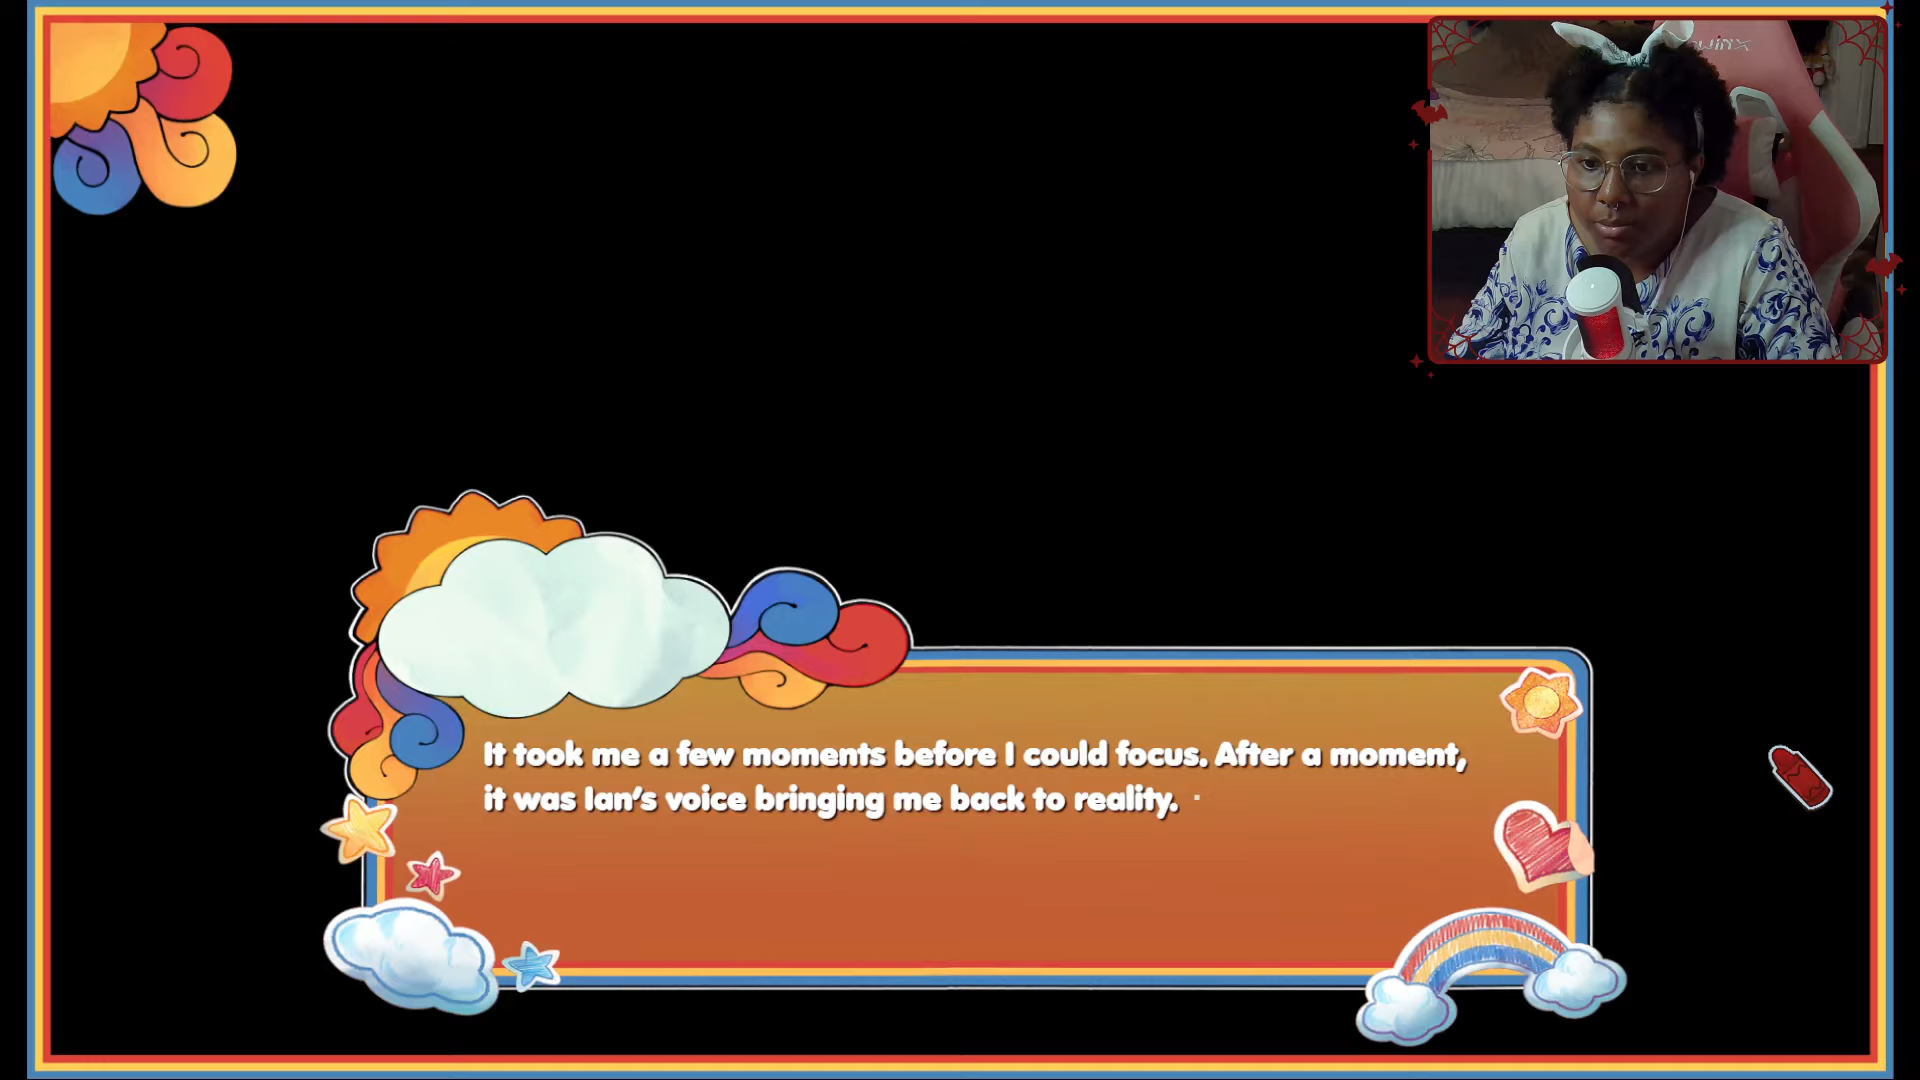 winx
It took me a few moments before I could focus. After a moment,
it was Ian's voice bringing me back to reality.